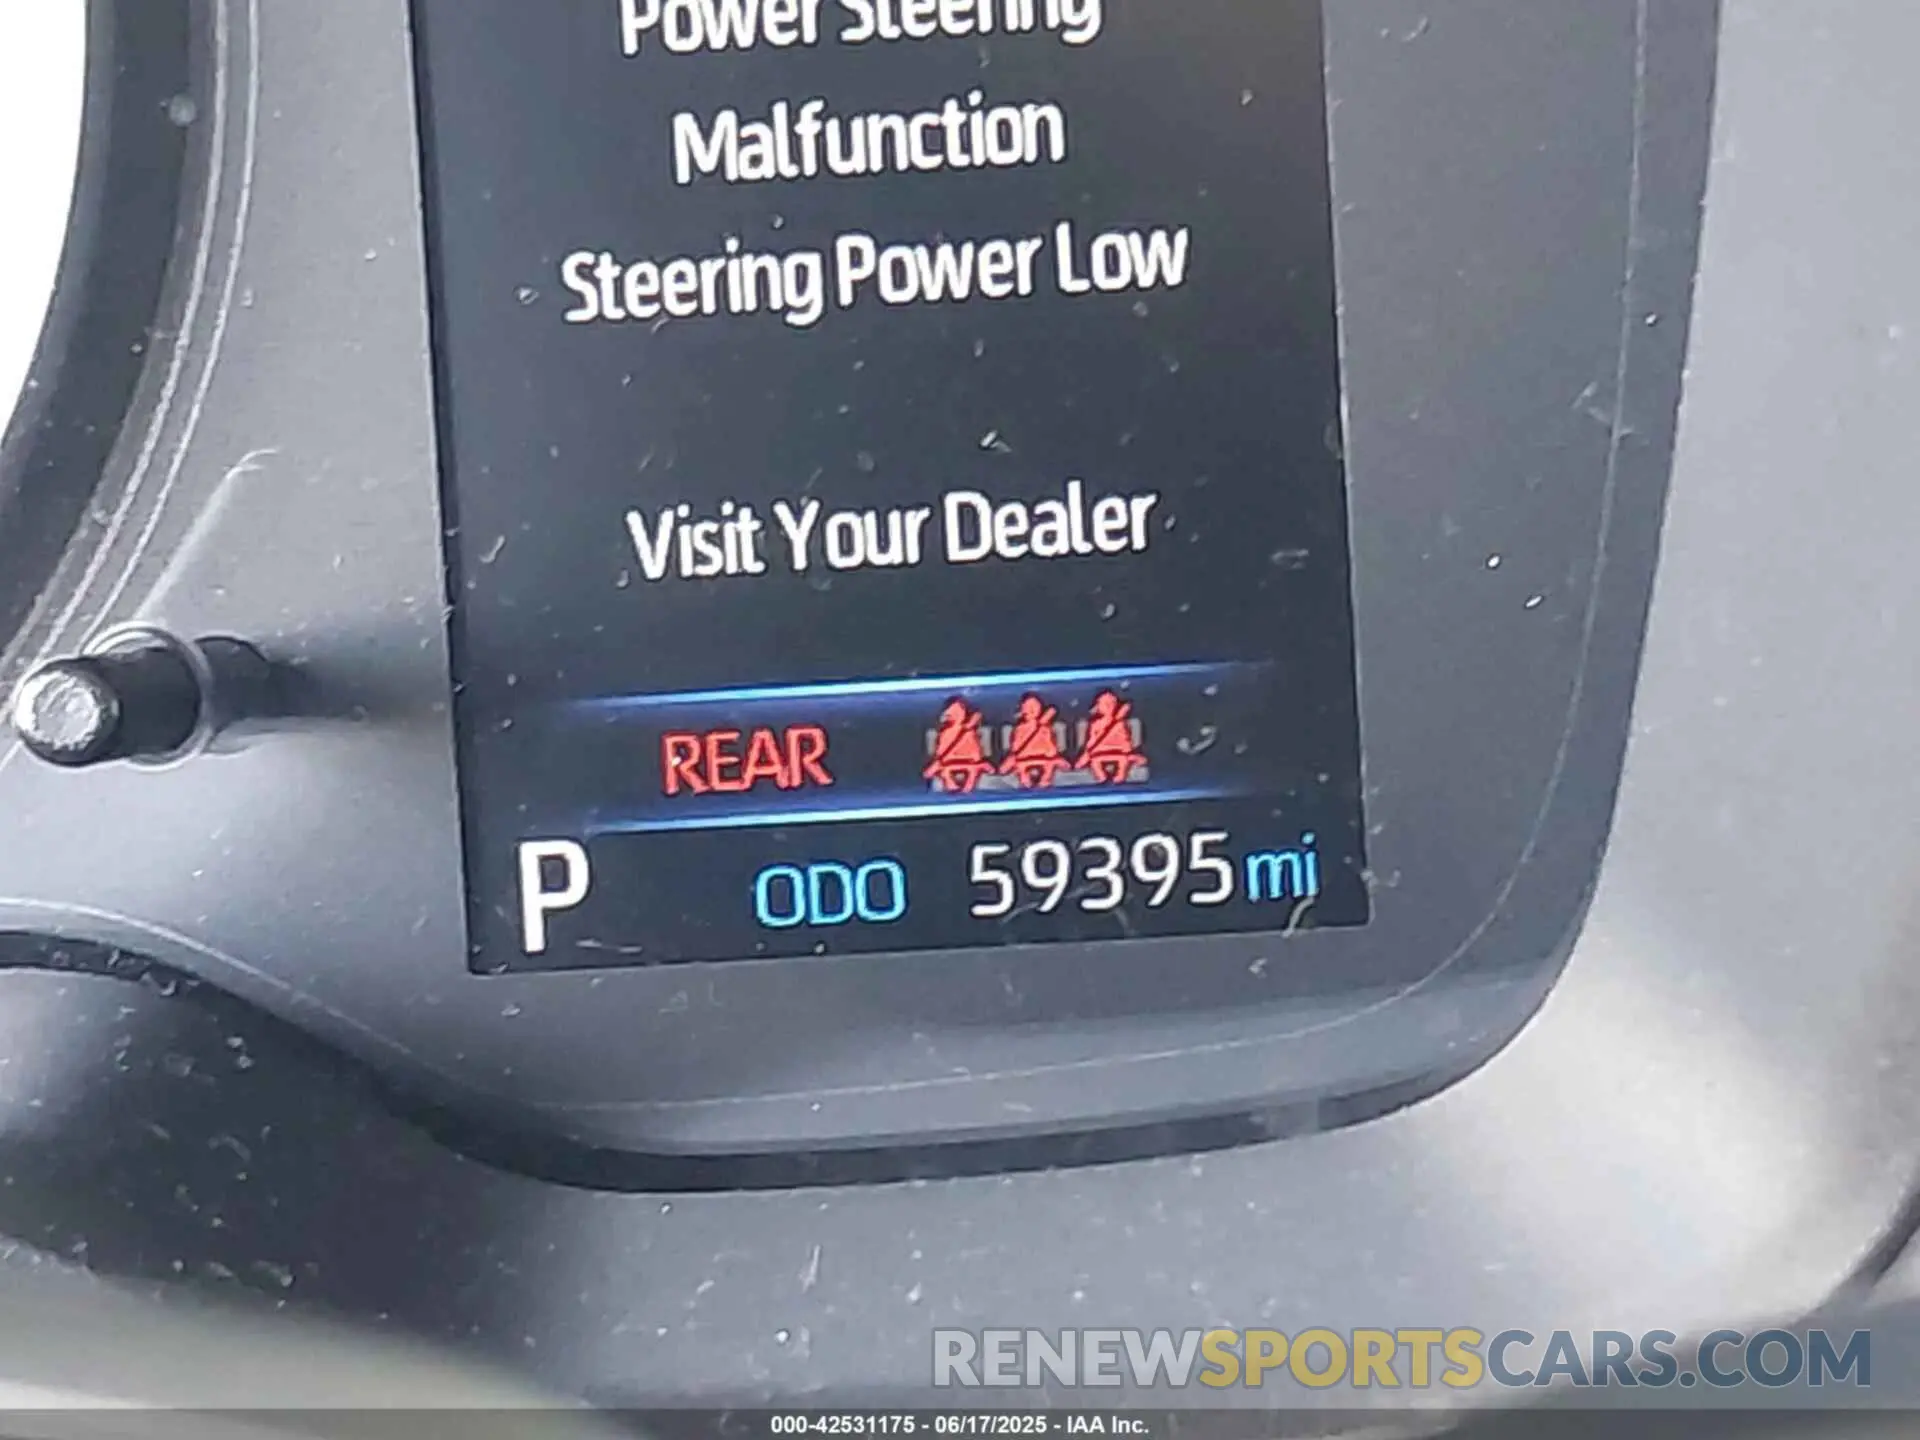 Power Steering
Malfunction
Steering Power Low
Visit Your Dealer
REAR
P ODO 59395 mi
RENEWSPORTSCARS.COM
000-42531175 - 06/17/2025 - IAA Inc.